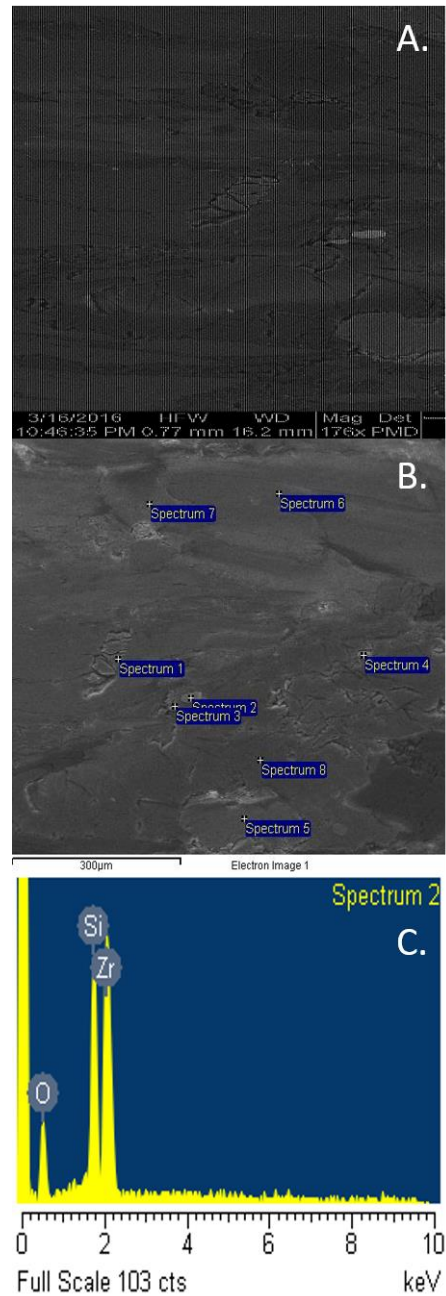 A.
3/16/2016 HFW WD Mag Det
10:46:35 PM 0.77 mm 16.2 mm 176x PMD
B.
Spectrum 7
Spectrum 6
Spectrum 1
Spectrum 4
Spectrum 2
Spectrum 3
Spectrum 8
Spectrum 5
300µm Electron Image 1
Spectrum 2
C.
Si
Zr
O
0 2 4 6 8 10
Full Scale 103 cts keV